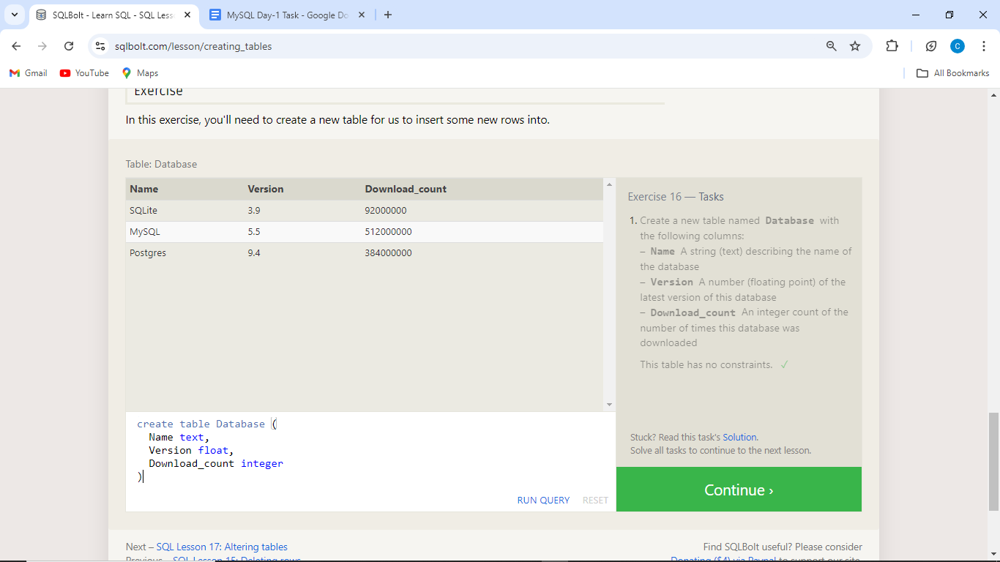 SQLBolt - Learn SQL - SQL Less
MySQL Day-1 Task - Google Do
sqlbolt.com/lesson/creating_tables
C
Gmail
YouTube
Maps
All Bookmarks
Exercise
In this exercise, you'll need to create a new table for us to insert some new rows into.
Table: Database
Name Version Download_count
SQLite 3.9 92000000
MySQL 5.5 512000000
Postgres 9.4 384000000
Exercise 16 — Tasks
1. Create a new table named Database with
the following columns:
– Name A string (text) describing the name of
the database
– Version A number (floating point) of the
latest version of this database
– Download_count An integer count of the
number of times this database was
downloaded
This table has no constraints. ✓
create table Database (
Name text,
Version float,
Download_count integer
)
RUN QUERY RESET
Stuck? Read this task's Solution.
Solve all tasks to continue to the next lesson.
Continue ›
Next – SQL Lesson 17: Altering tables
Previous – SQL Lesson 15: Deleting rows
Find SQLBolt useful? Please consider
Donating ($4) via Paypal to support our site.